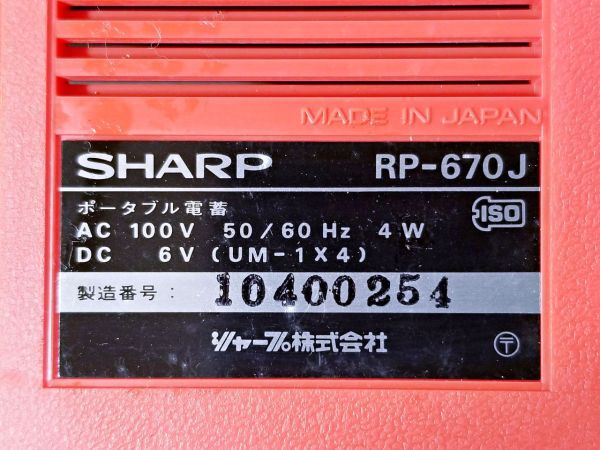 MADE IN JAPAN
SHARP RP-670J
ポータブル電蓄
ISO
AC 100V 50/60 Hz 4W
DC 6V (UM-1X4)
製造番号: 10400254
シャープ株式会社
〒